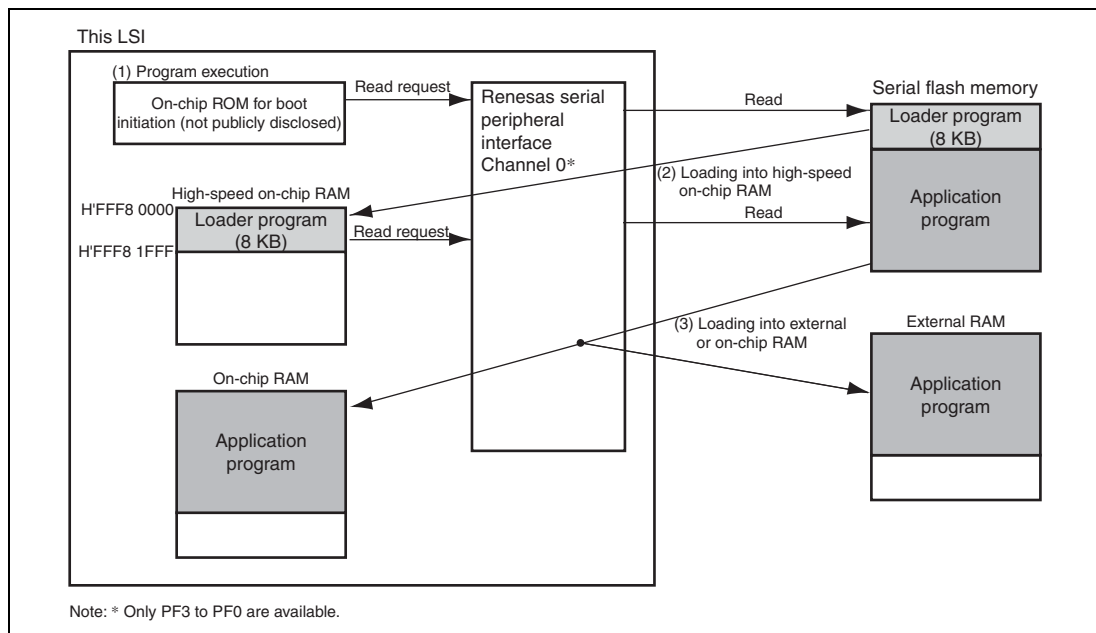 This LSI
(1) Program execution
On-chip ROM for boot
initiation (not publicly disclosed)
Read request
Renesas serial
peripheral
interface
Channel 0*
Read
Serial flash memory
Loader program
(8 KB)
Application
program
(2) Loading into high-speed
on-chip RAM
Read
High-speed on-chip RAM
H'FFF8 0000
Loader program
(8 KB)
H'FFF8 1FFF
Read request
(3) Loading into external
or on-chip RAM
External RAM
Application
program
On-chip RAM
Application
program
Note: * Only PF3 to PF0 are available.